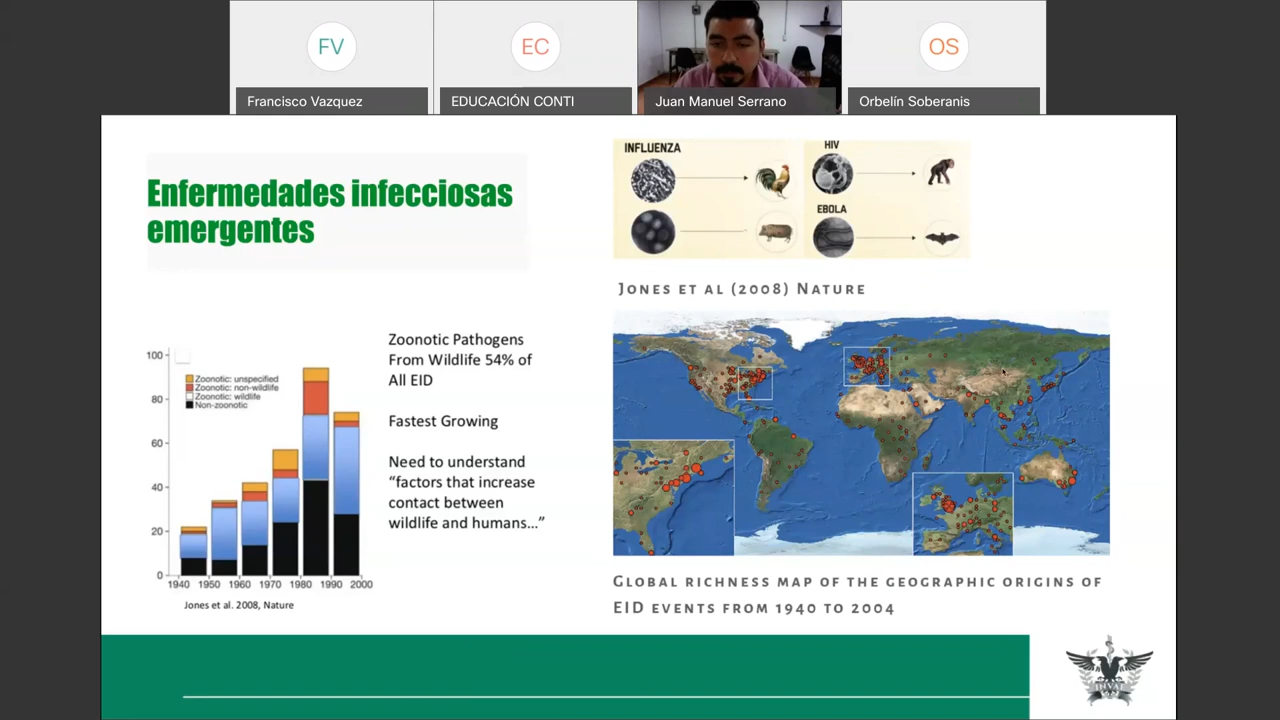 FV
EC
OS
Francisco Vazquez
EDUCACIÓN CONTI
Juan Manuel Serrano
Orbelín Soberanis
Enfermedades infecciosas
emergentes
INFLUENZA
HIV
EBOLA
JONES ET AL (2008) NATURE
Zoonotic Pathogens
From Wildlife 54% of
All EID
Fastest Growing
Need to understand
“factors that increase
contact between
wildlife and humans...”
100
80
60
40
20
0
Zoonotic: unspecified
Zoonotic: non-wildlife
Zoonotic: wildlife
Non-zoonotic
1940 1950 1960 1970 1980 1990 2000
Jones et al. 2008, Nature
GLOBAL RICHNESS MAP OF THE GEOGRAPHIC ORIGINS OF
EID EVENTS FROM 1940 TO 2004